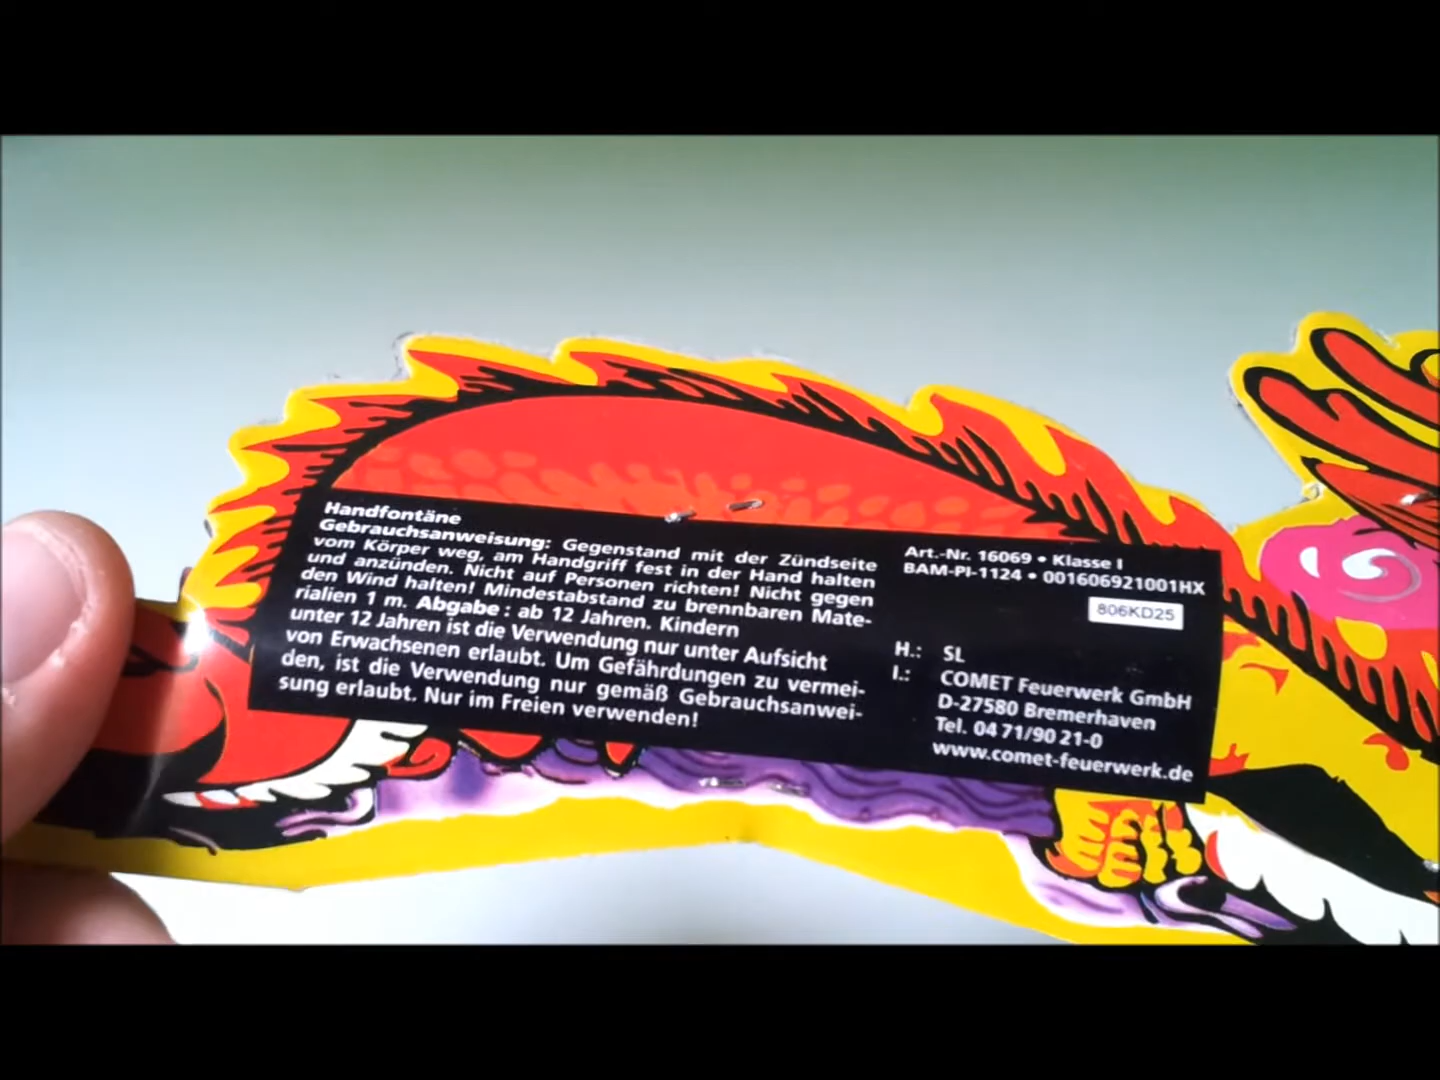 Handfontäne
Gebrauchsanweisung: Gegenstand mit der Zündseite
vom Körper weg, am Handgriff fest in der Hand halten
und anzünden. Nicht auf Personen richten! Nicht gegen
den Wind halten! Mindestabstand zu brennbaren Mate-
rialien 1 m. Abgabe : ab 12 Jahren. Kindern
unter 12 Jahren ist die Verwendung nur unter Aufsicht
von Erwachsenen erlaubt. Um Gefährdungen zu vermei-
den, ist die Verwendung nur gemäß Gebrauchsanwei-
sung erlaubt. Nur im Freien verwenden!
Art.-Nr. 16069 • Klasse I
BAM-PI-1124 • 001606921001HX
806KD25
H.: SL
I.: COMET Feuerwerk GmbH
D-27580 Bremerhaven
Tel. 04 71/90 21-0
www.comet-feuerwerk.de